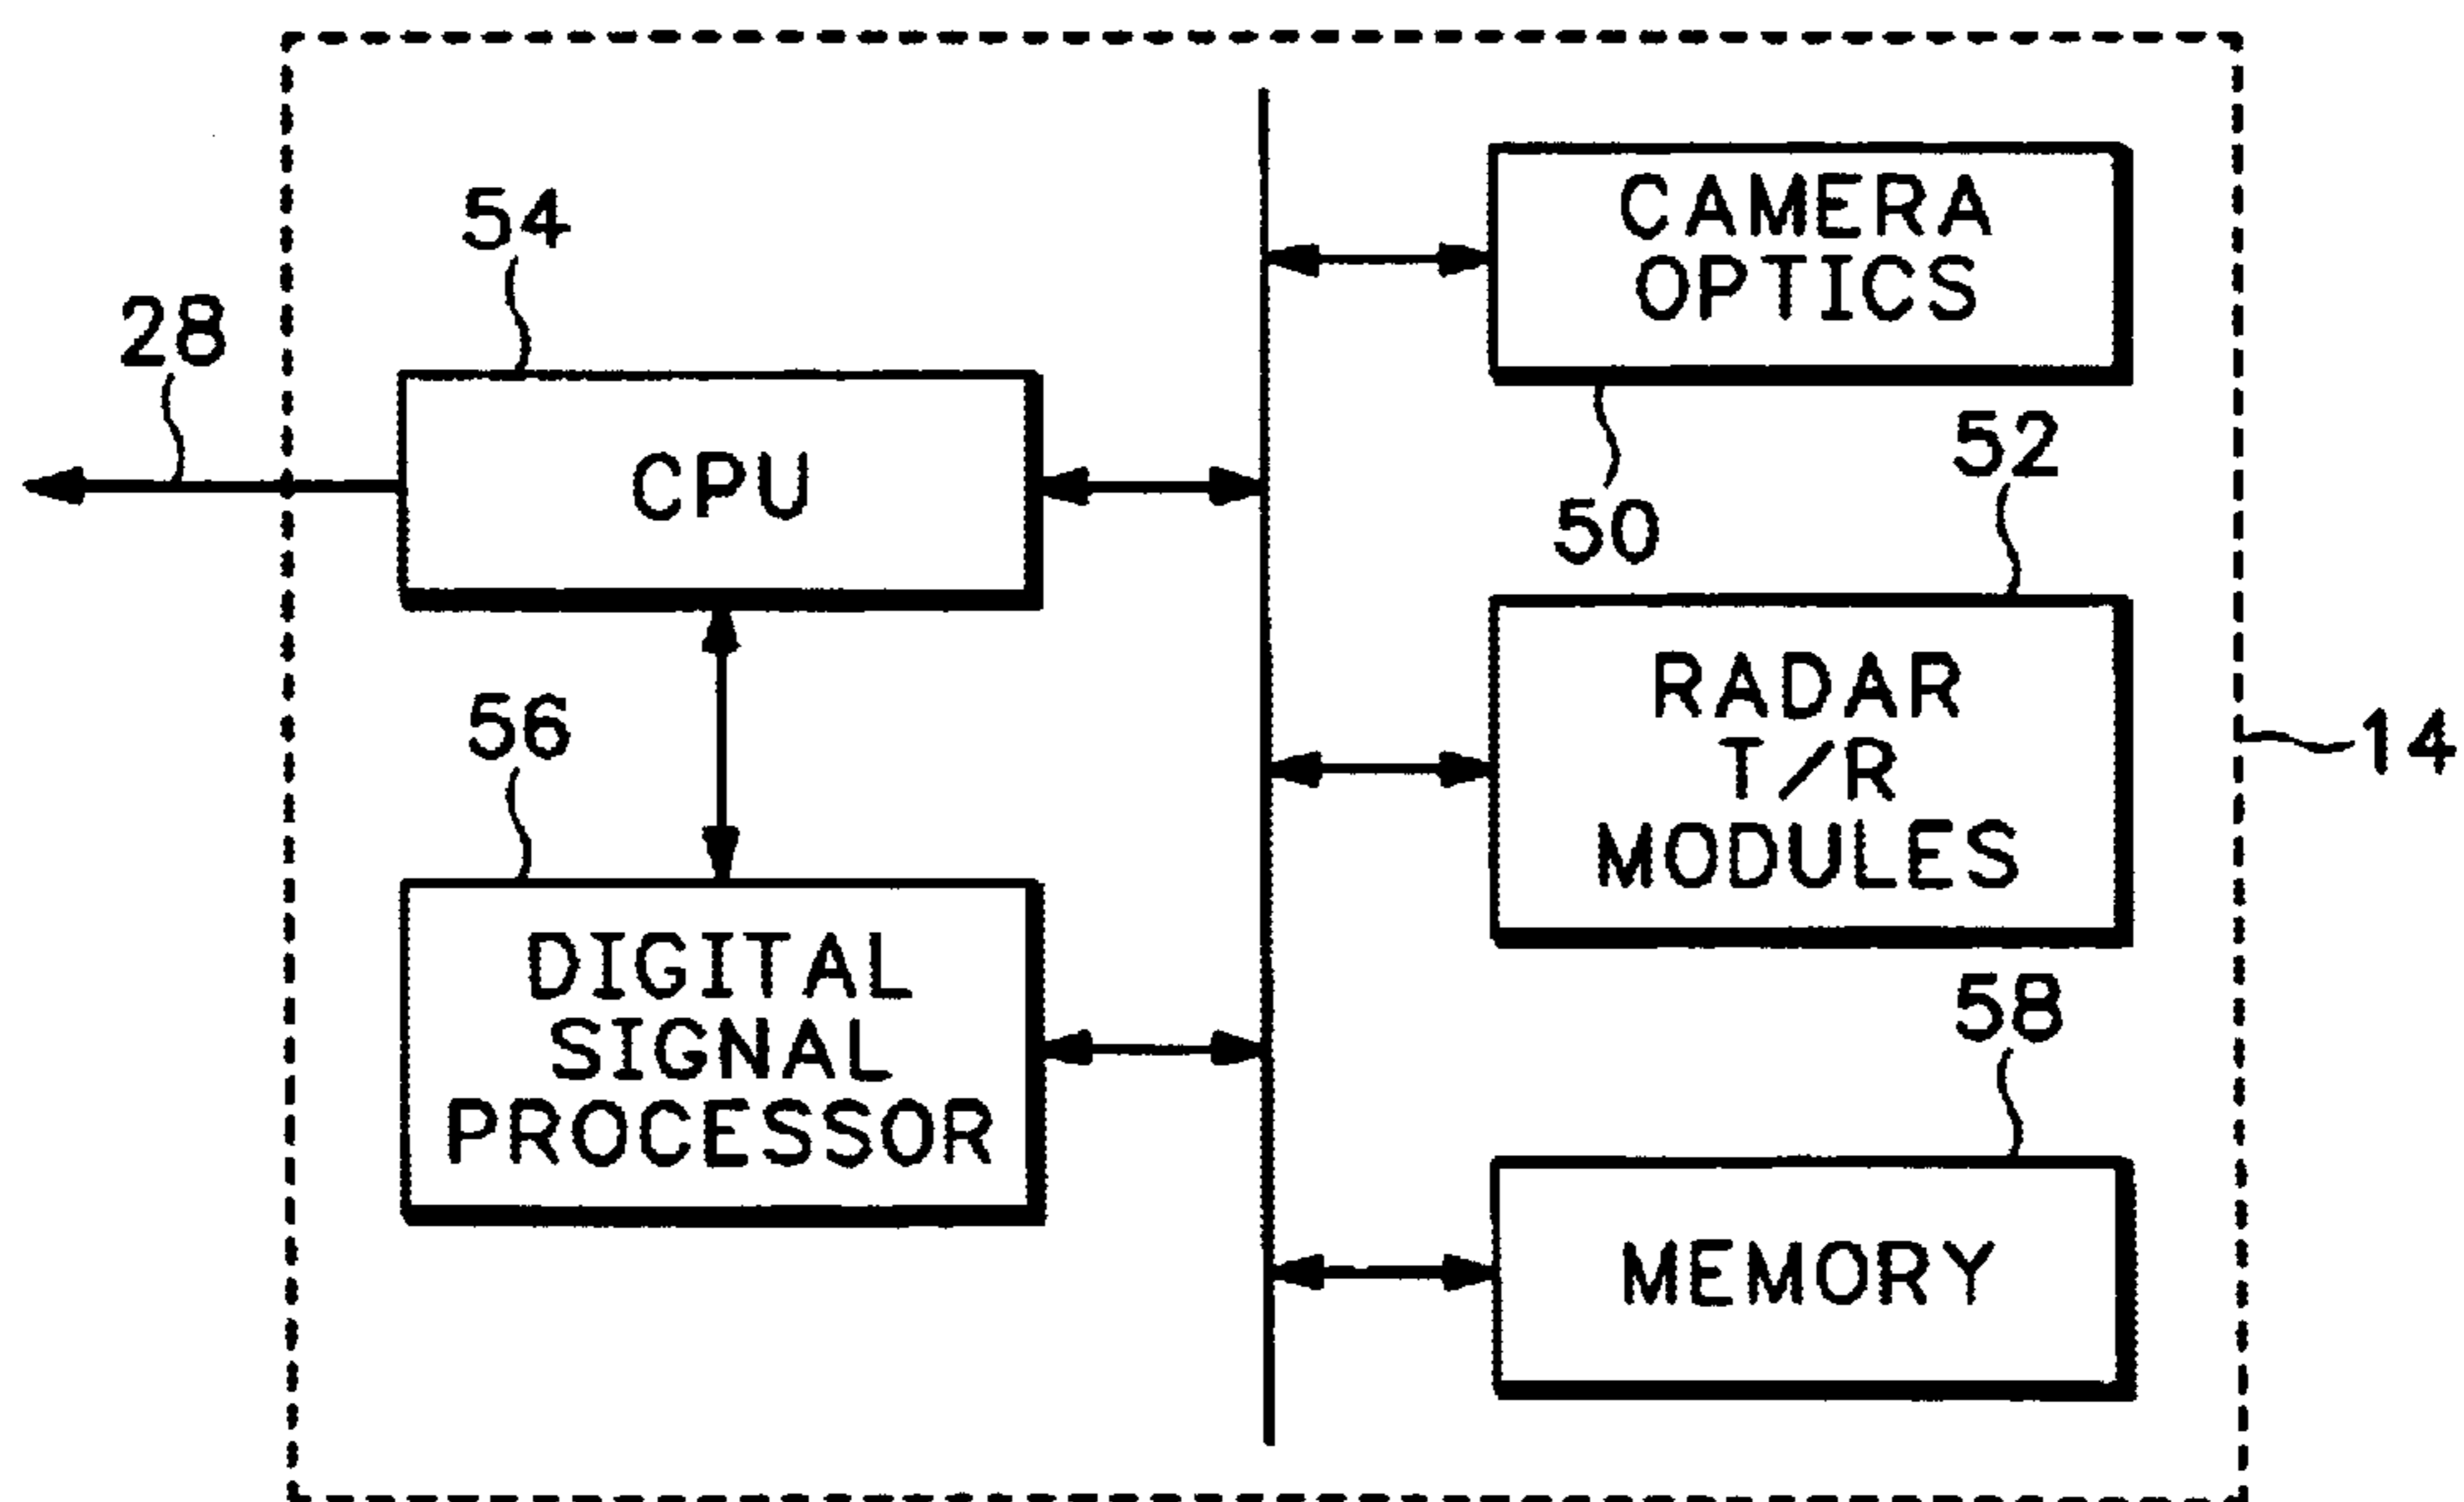 54
28
CPU
56
DIGITAL
SIGNAL
PROCESSOR
CAMERA
OPTICS
50
52
RADAR
T/R
MODULES
14
58
MEMORY